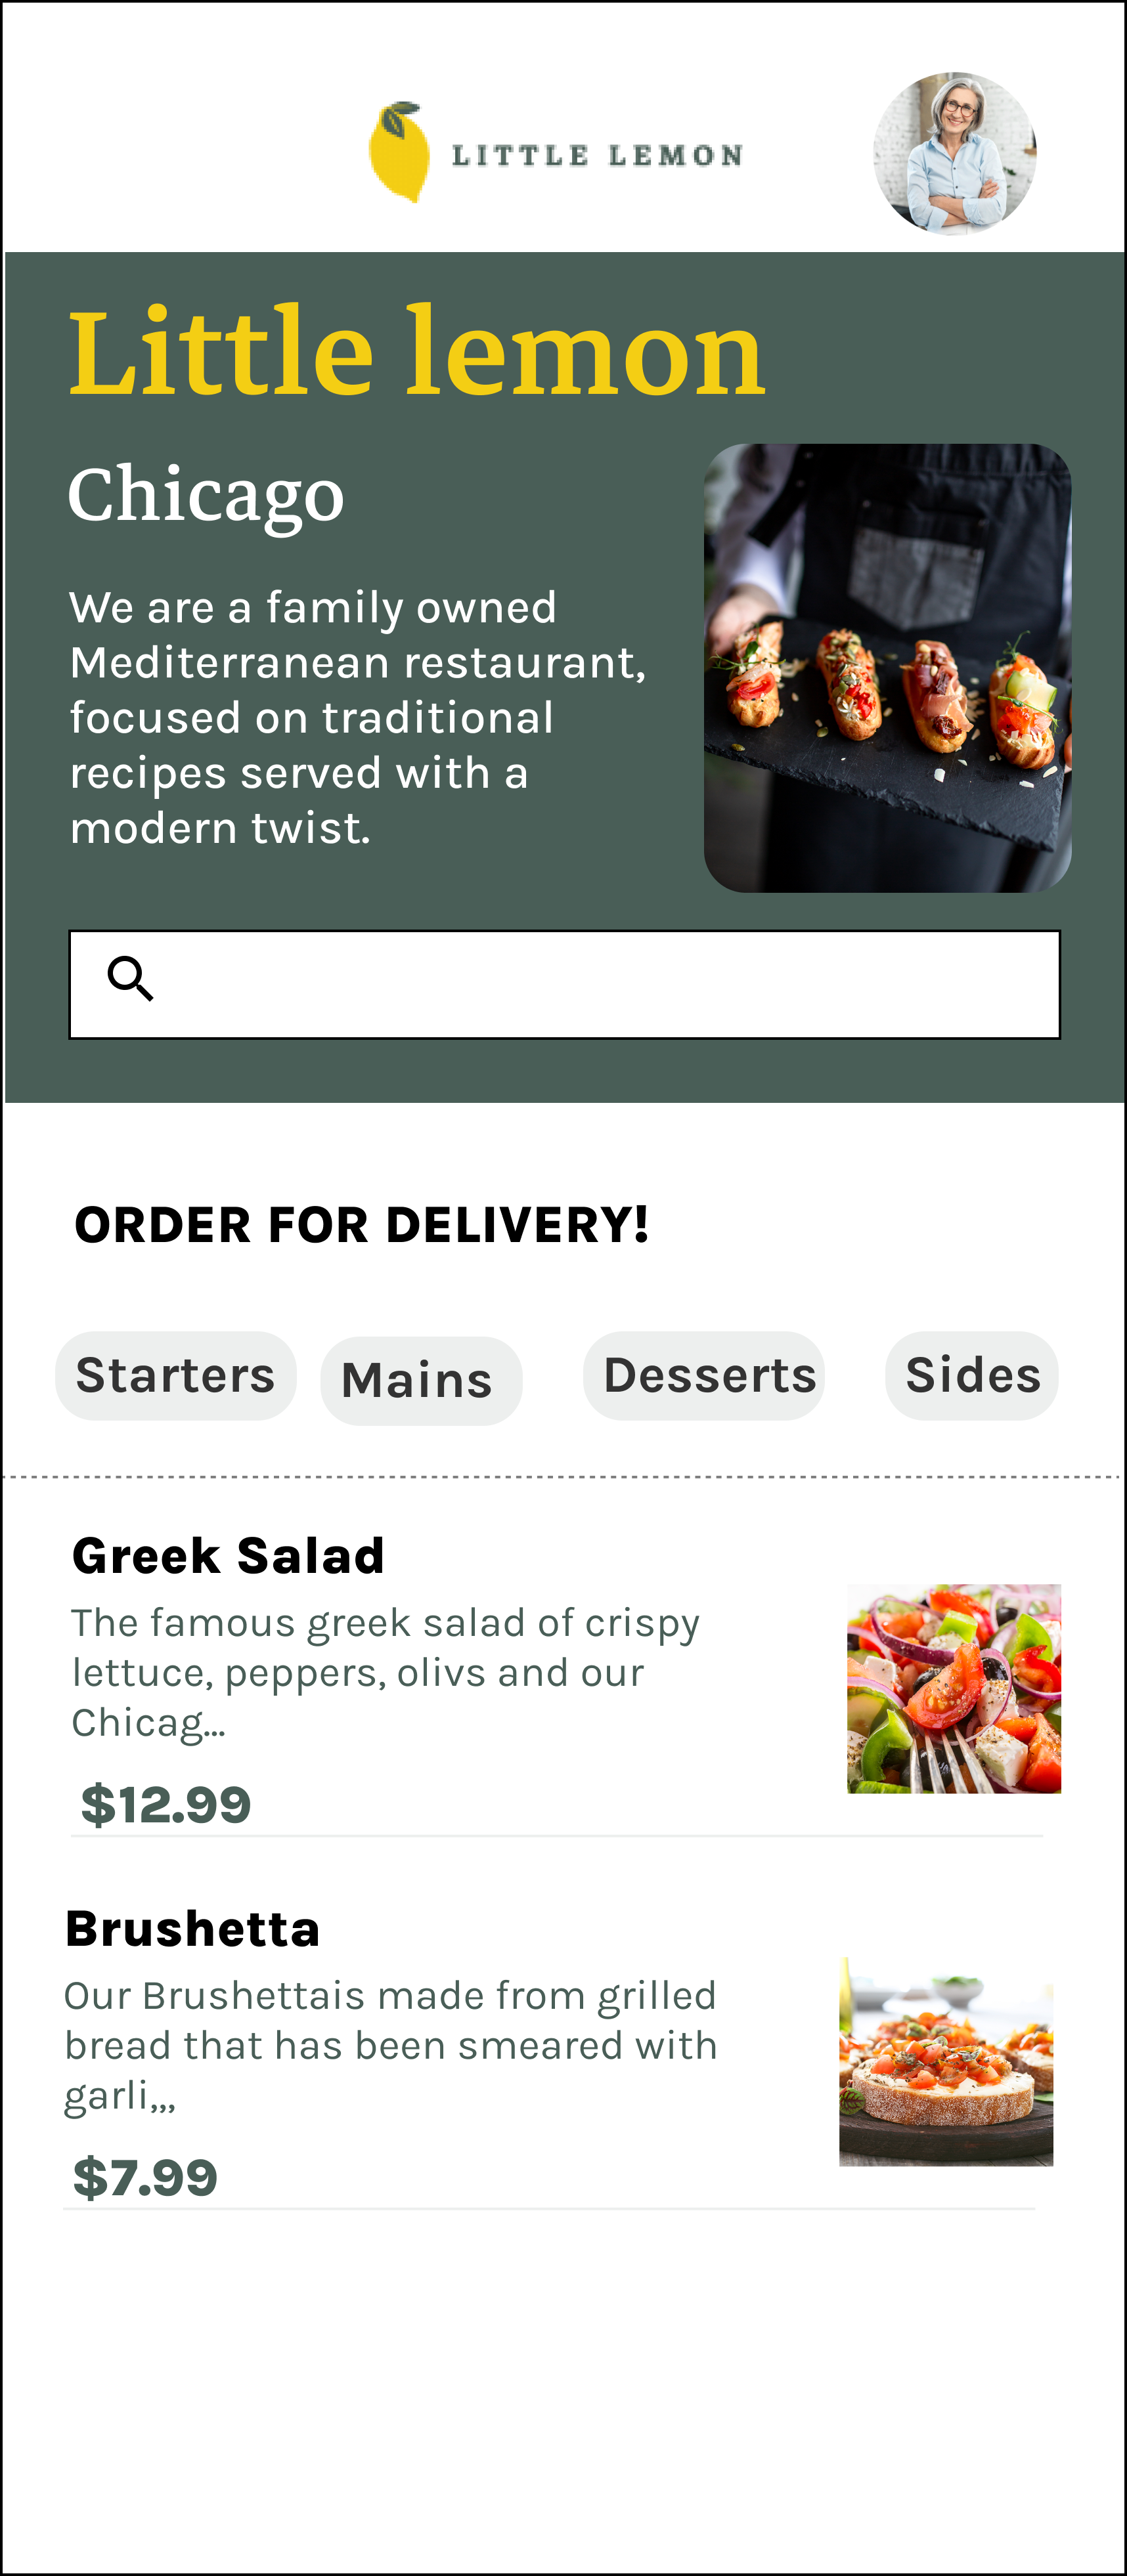 LITTLE LEMON
Little lemon
Chicago
We are a family owned
Mediterranean restaurant,
focused on traditional
recipes served with a
modern twist.
ORDER FOR DELIVERY!
Starters Mains Desserts Sides
Greek Salad
The famous greek salad of crispy
lettuce, peppers, olivs and our
Chicag...
$12.99
Brushetta
Our Brushettais made from grilled
bread that has been smeared with
garli,,,
$7.99